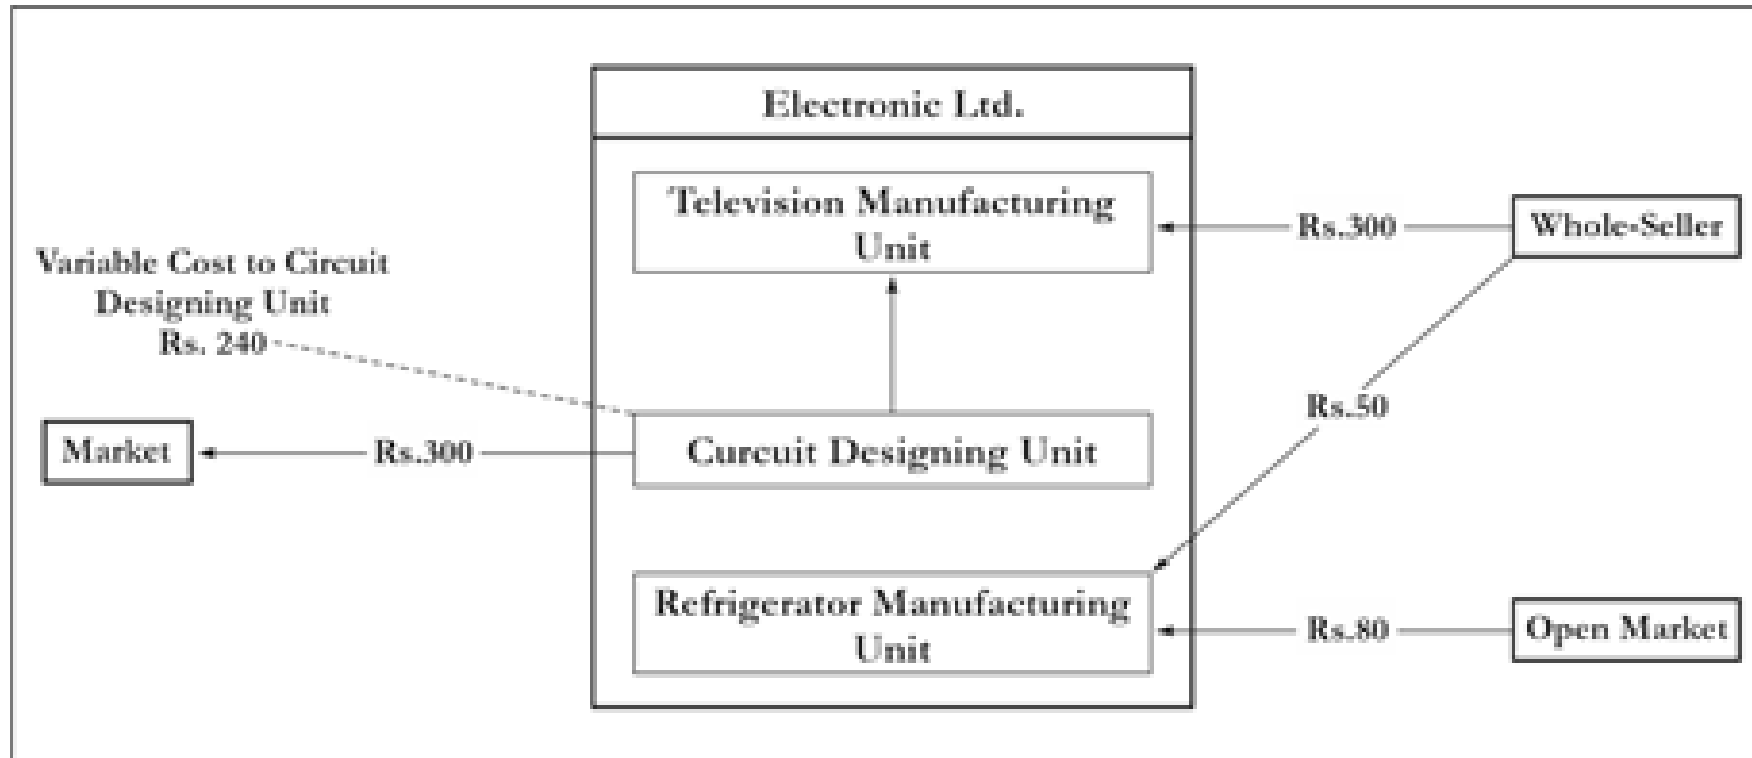 Electronic Ltd.
Television Manufacturing
Unit
Rs.300
Whole-Seller
Variable Cost to Circuit
Designing Unit
Rs. 240
Rs.50
Market
Rs.300
Curcuit Designing Unit
Refrigerator Manufacturing
Unit
Rs.80
Open Market